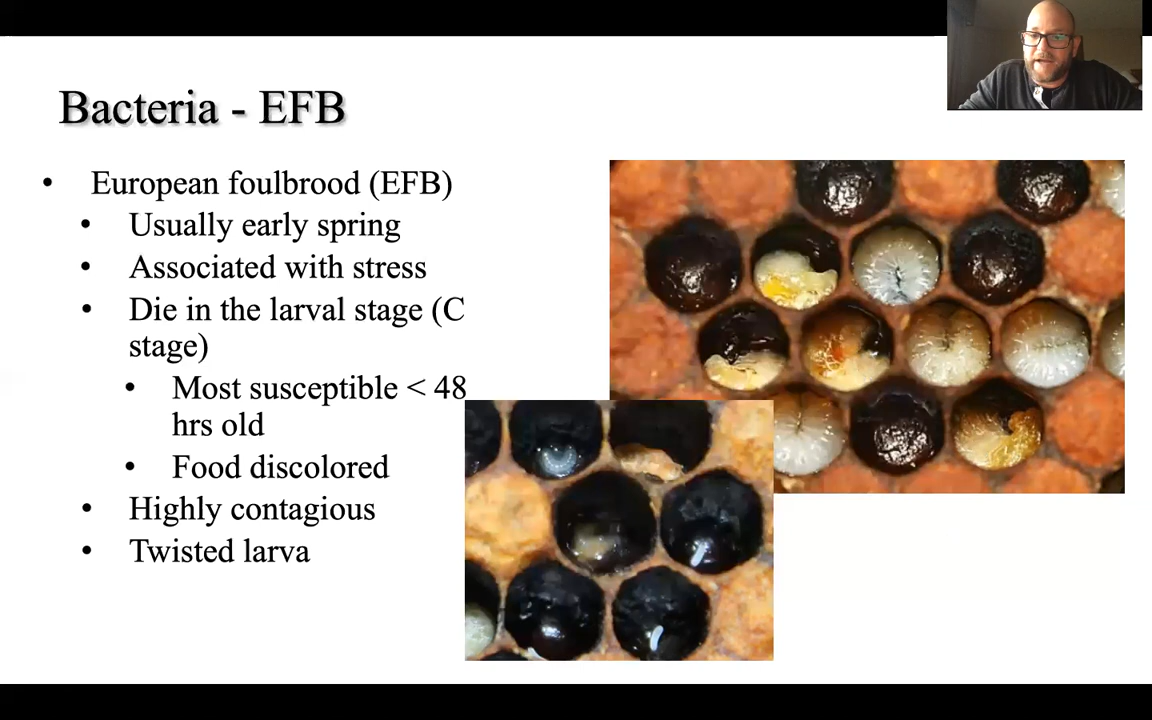 Bacteria - EFB
• European foulbrood (EFB)
• Usually early spring
• Associated with stress
• Die in the larval stage (C
stage)
• Most susceptible < 48
hrs old
• Food discolored
• Highly contagious
• Twisted larva